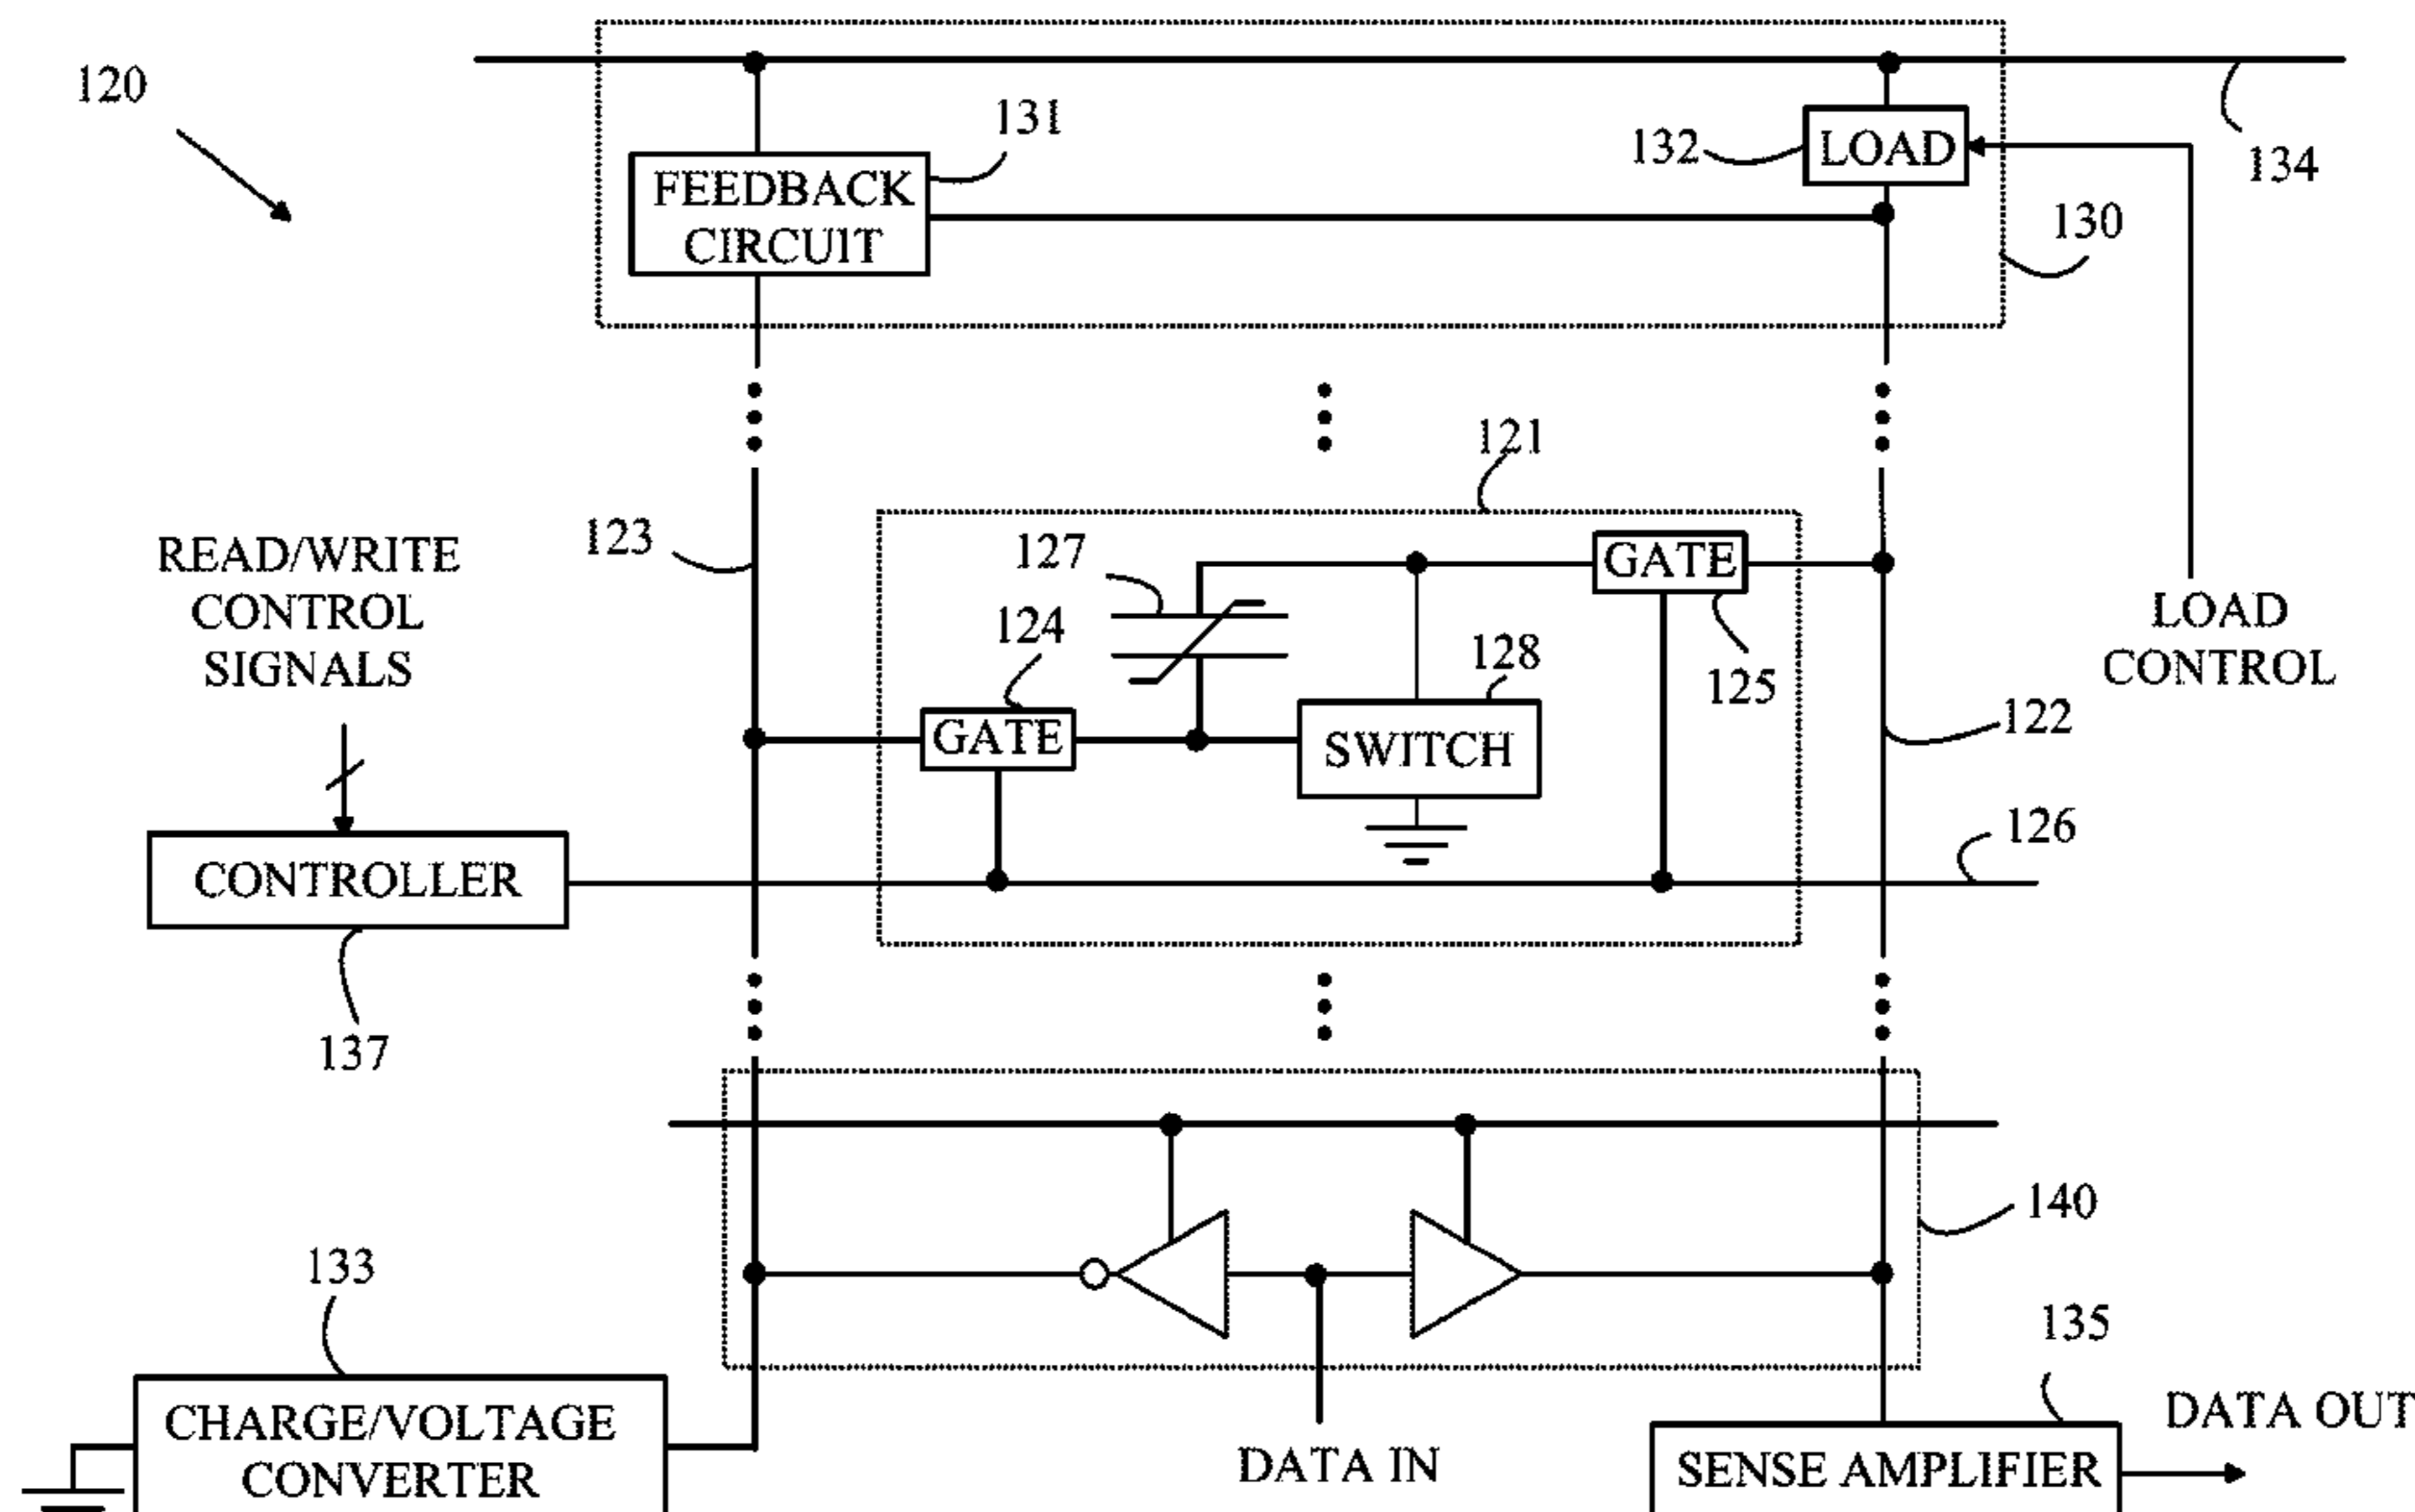 120
131
132
LOAD
134
FEEDBACK
CIRCUIT
130
121
123
127
GATE
READ/WRITE
CONTROL
SIGNALS
124
128
125
LOAD
CONTROL
GATE
SWITCH
122
126
CONTROLLER
137
140
133
135
CHARGE/VOLTAGE
CONVERTER
DATA IN
SENSE AMPLIFIER
DATA OUT